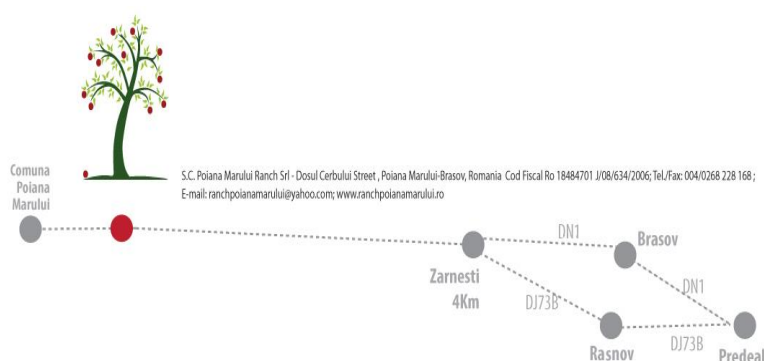 Comuna
Poiana
Marului
S.C. Poiana Marului Ranch Srl - Dosul Cerbului Street , Poiana Marului-Brasov, Romania Cod Fiscal Ro 18484701 J/08/634/2006; Tel./Fax: 004/0268 228 168 ;
E-mail: ranchpoianamarului@yahoo.com; www.ranchpoianamarului.ro
DN1
Brasov
Zarnesti
4Km
DJ73B
DN1
Rasnov
DJ73B
Predeal